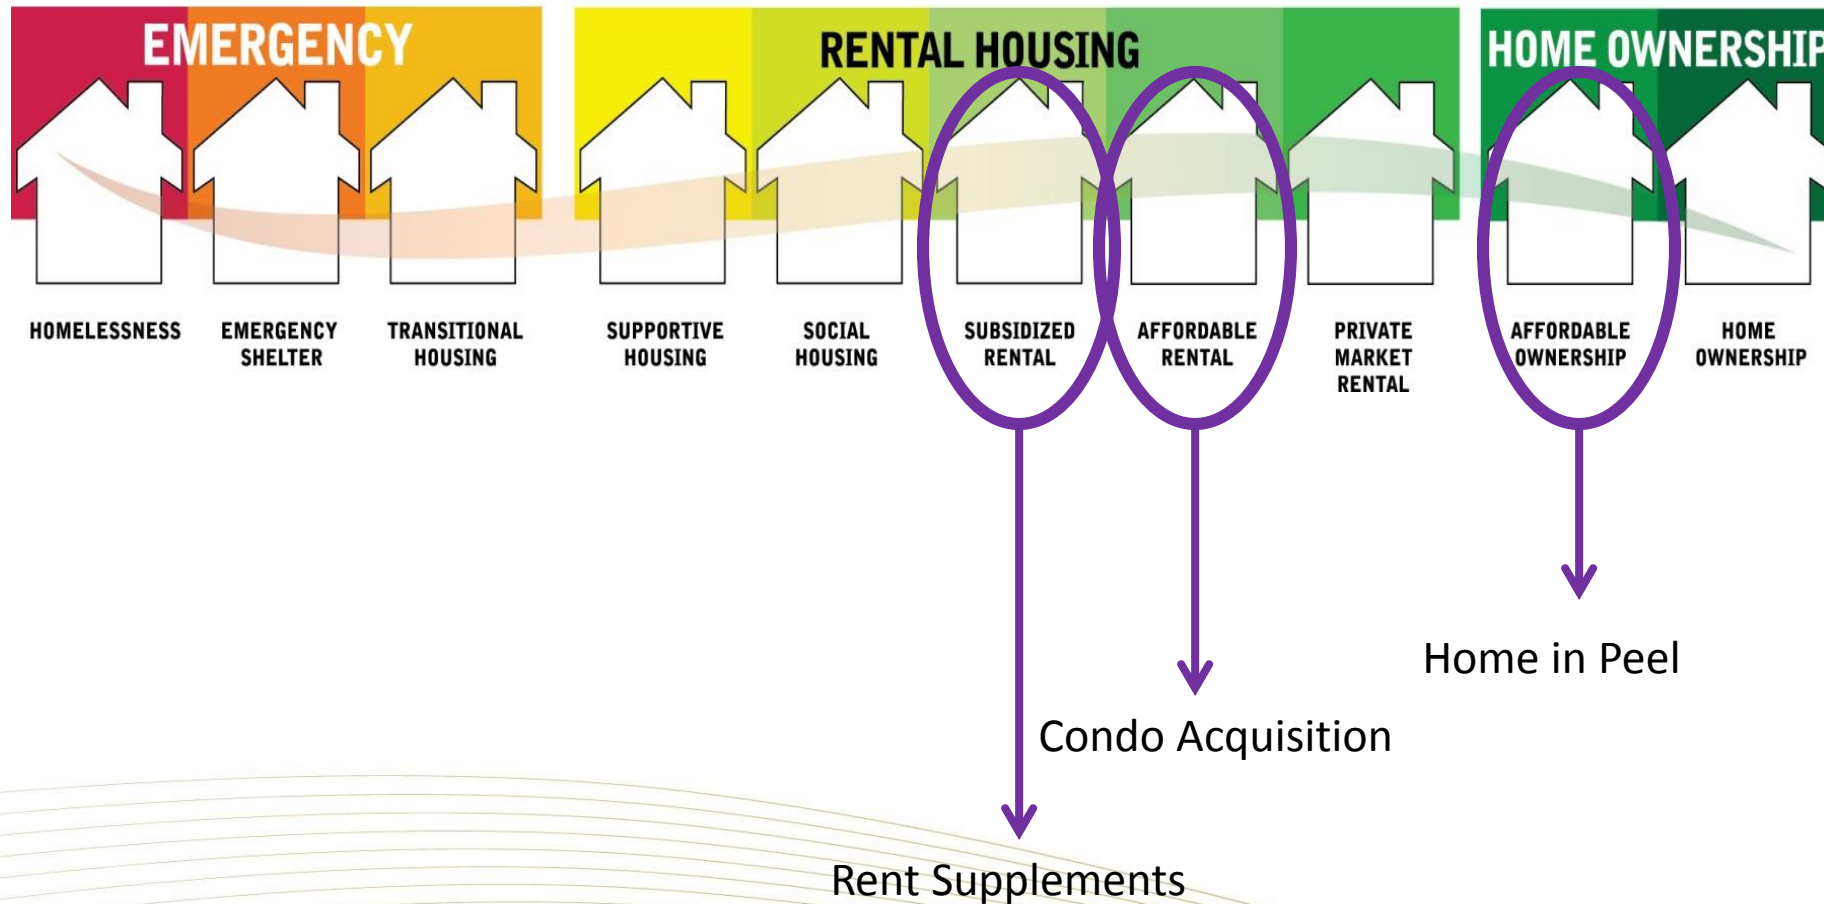 EMERGENCY
RENTAL HOUSING
HOME OWNERSHIP
HOMELESSNESS
EMERGENCY
SHELTER
TRANSITIONAL
HOUSING
SUPPORTIVE
HOUSING
SOCIAL
HOUSING
SUBSIDIZED
RENTAL
AFFORDABLE
RENTAL
PRIVATE
MARKET
RENTAL
AFFORDABLE
OWNERSHIP
HOME
OWNERSHIP
Home in Peel
Condo Acquisition
Rent Supplements